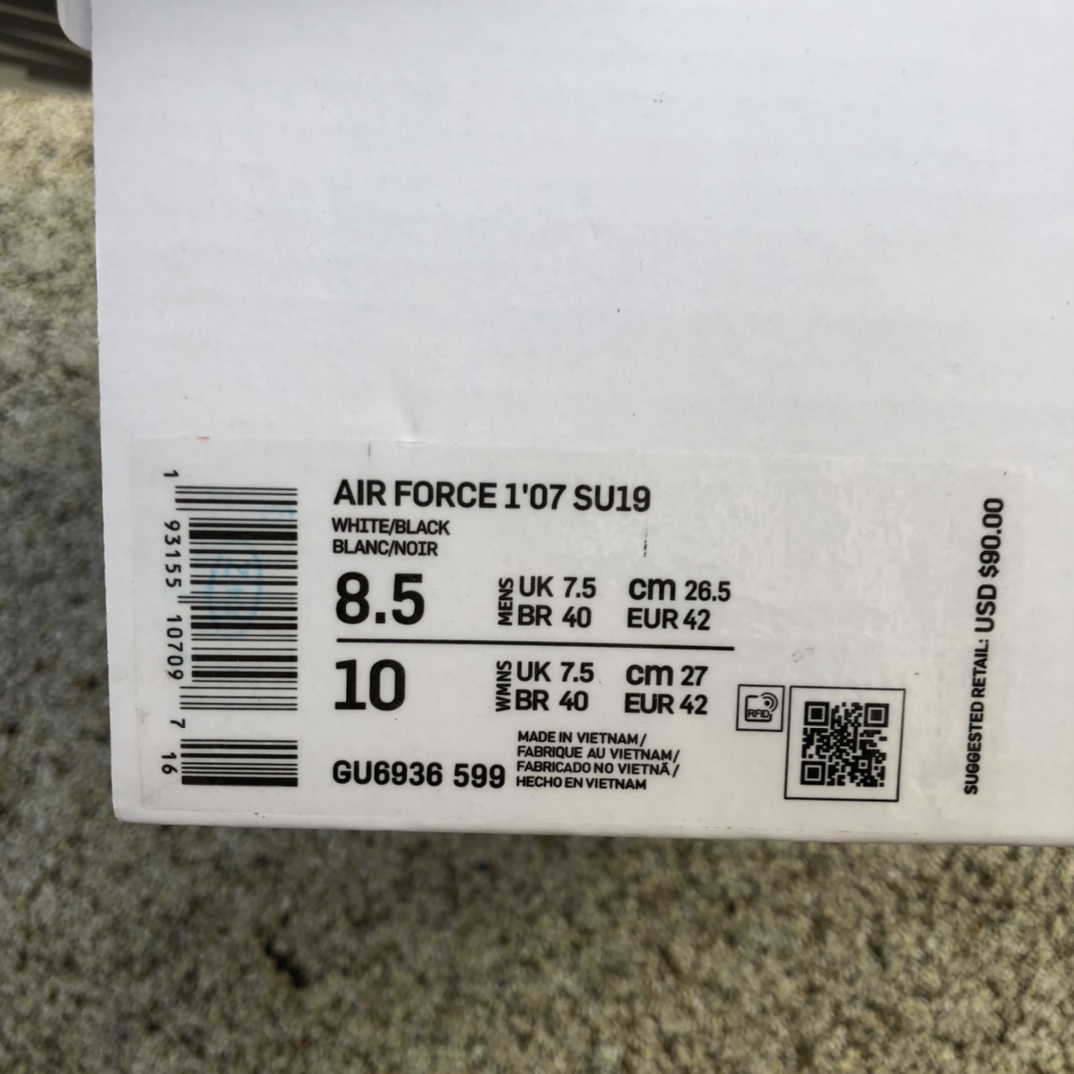 AIR FORCE 1'07 SU19
WHITE/BLACK
BLANC/NOIR
8.5 MENS UK 7.5 cm 26.5
BR 40 EUR 42
10 WMNS UK 7.5 cm 27
BR 40 EUR 42
GU6936 599
MADE IN VIETNAM/
FABRIQUE AU VIETNAM/
FABRICADO NO VIETNÃ/
HECHO EN VIETNAM
RFID
SUGGESTED RETAIL: USD $90.00
1 93155 10709 7 16